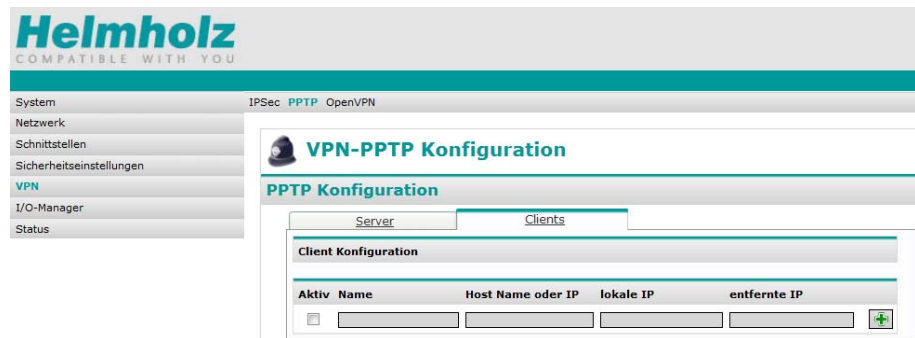 Helmholz
COMPATIBLE WITH YOU
System
Netzwerk
Schnittstellen
Sicherheitseinstellungen
VPN
I/O-Manager
Status
IPSec PPTP OpenVPN
VPN-PPTP Konfiguration
PPTP Konfiguration
Server Clients
Client Konfiguration
Aktiv Name Host Name oder IP lokale IP entfernte IP